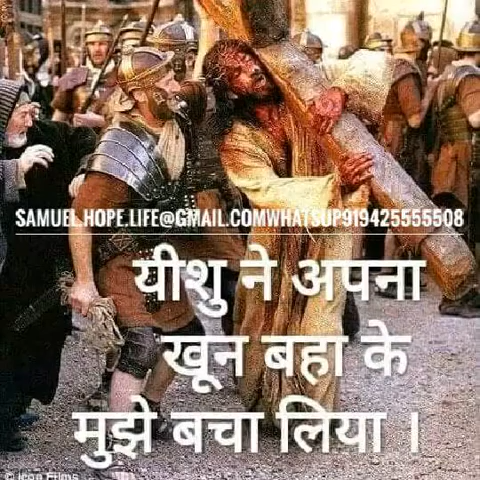 SAMUEL.HOPE.LIFE@GMAIL.COMWHATSUP919425555508
यीशु ने अपना
खून बहा के
मुझे बचा लिया ।
© Icon Films